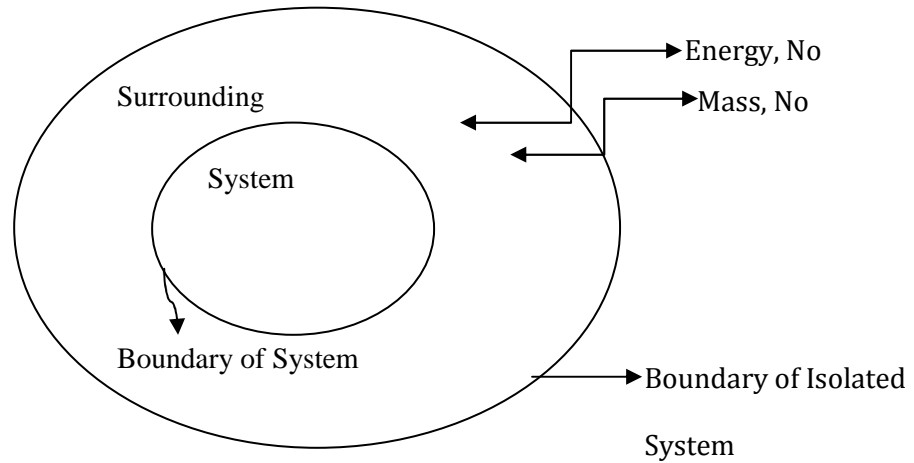 Energy, No
Surrounding
Mass, No
System
Boundary of System
Boundary of Isolated
System